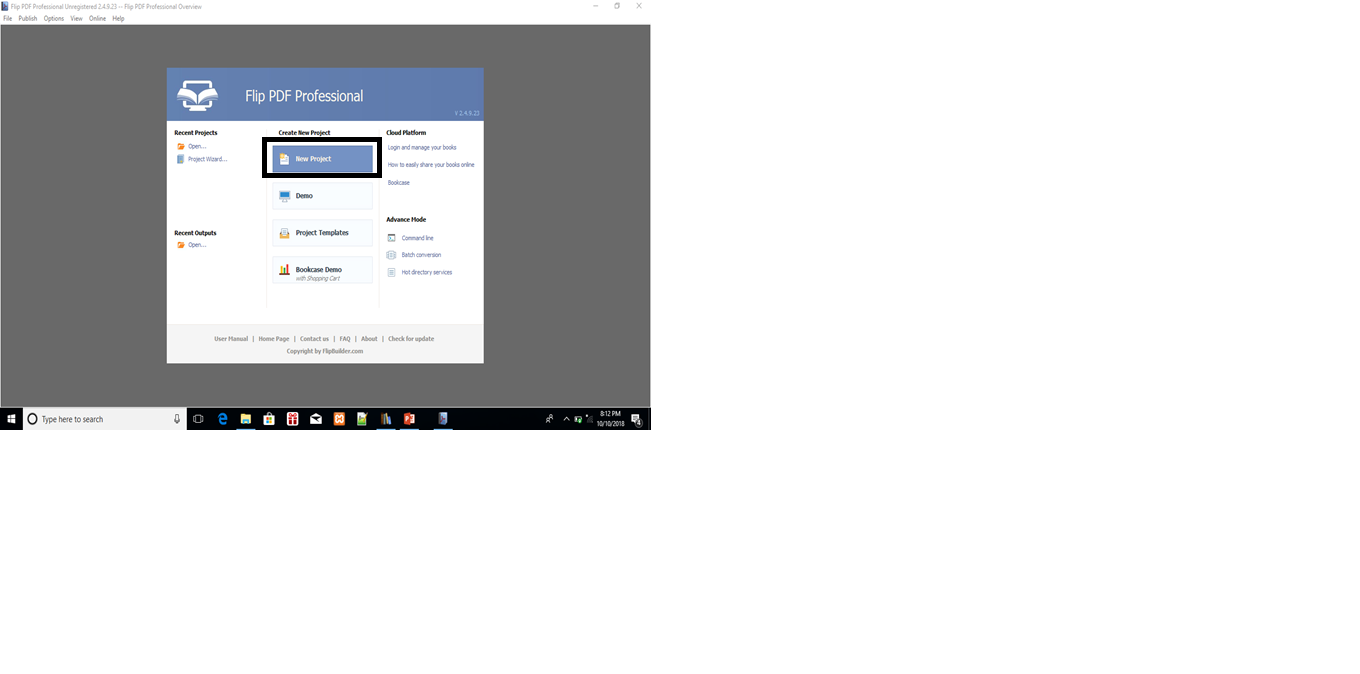 Flip PDF Professional Unregistered 2.4.9.23 -- Flip PDF Professional Overview
File Publish Options View Online Help
Flip PDF Professional
V 2.4.9.23
Recent Projects
Open...
Project Wizard...
Recent Outputs
Open...
Create New Project
New Project
Demo
Project Templates
Bookcase Demo
with Shopping Cart
Cloud Platform
Login and manage your books
How to easily share your books online
Bookcase
Advance Mode
Command line
Batch conversion
Hot directory services
User Manual | Home Page | Contact us | FAQ | About | Check for update
Copyright by FlipBuilder.com
Type here to search
8:12 PM
10/10/2018
4